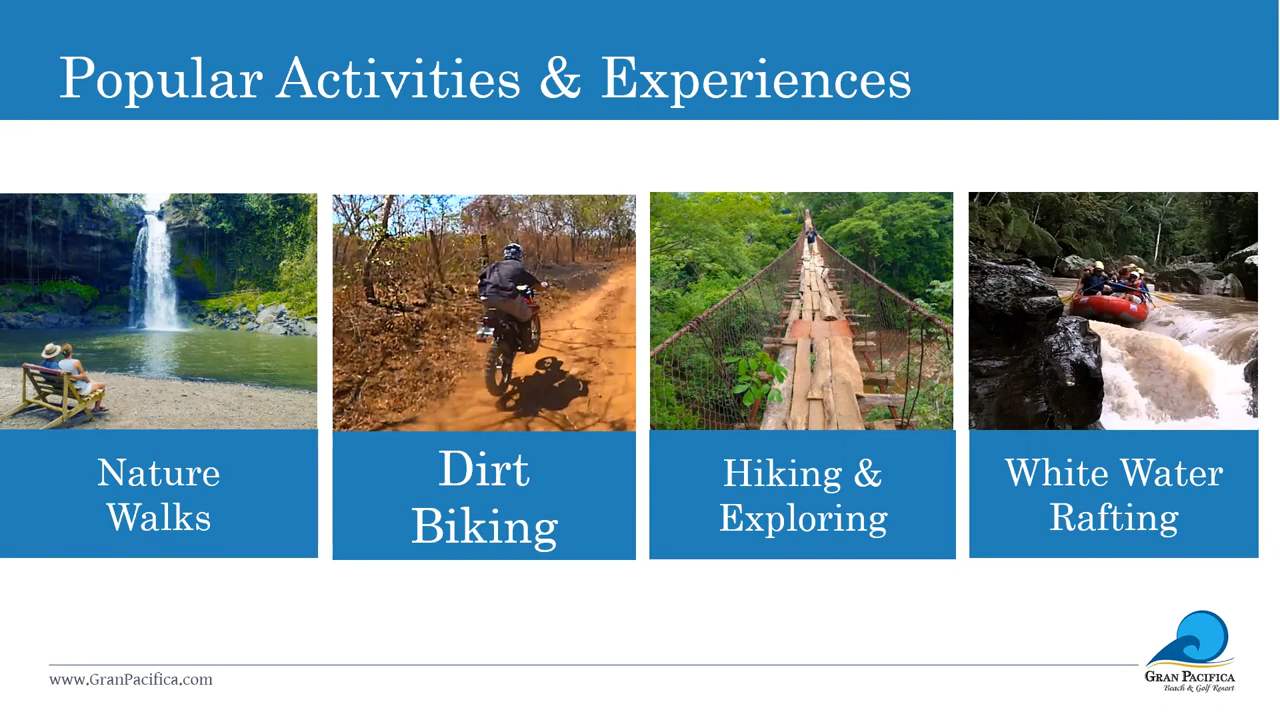 Popular Activities & Experiences
Nature
Walks
Dirt
Biking
Hiking &
Exploring
White Water
Rafting
www.GranPacifica.com
GRAN PACIFICA
Beach & Golf Resort